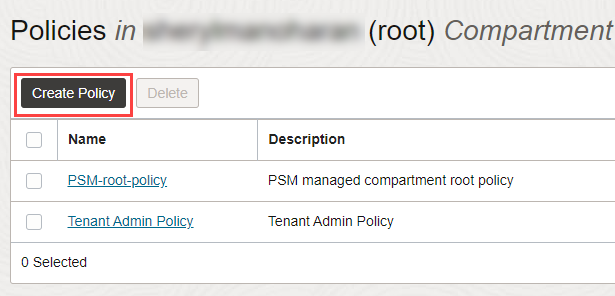 Policies in (root) Compartment
Create Policy Delete
Name Description
PSM-root-policy PSM managed compartment root policy
Tenant Admin Policy Tenant Admin Policy
0 Selected